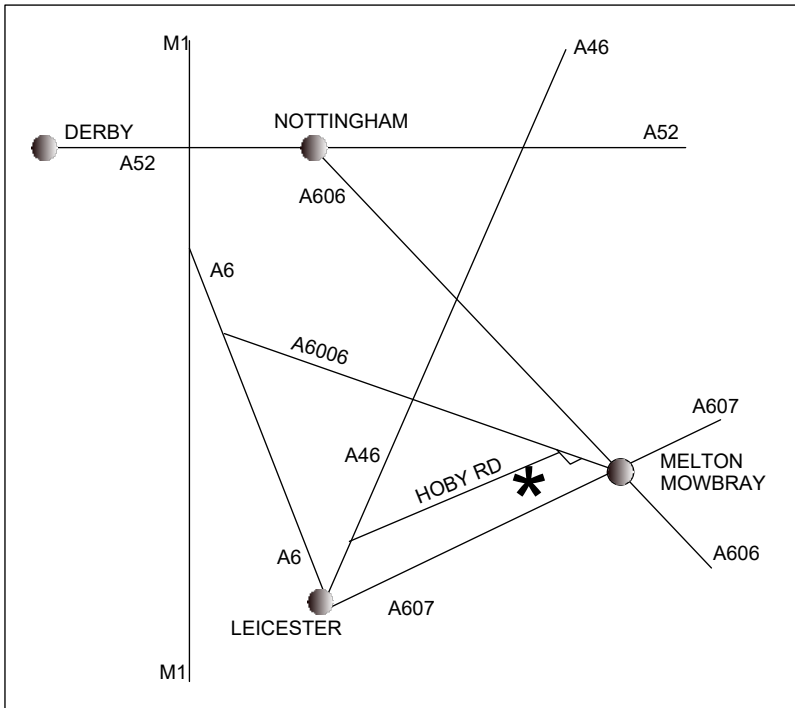 M1
A46
DERBY
NOTTINGHAM
A52
A52
A606
A6
A6006
A607
A46
HOBY RD
*
MELTON
MOWBRAY
A6
A606
A607
LEICESTER
M1